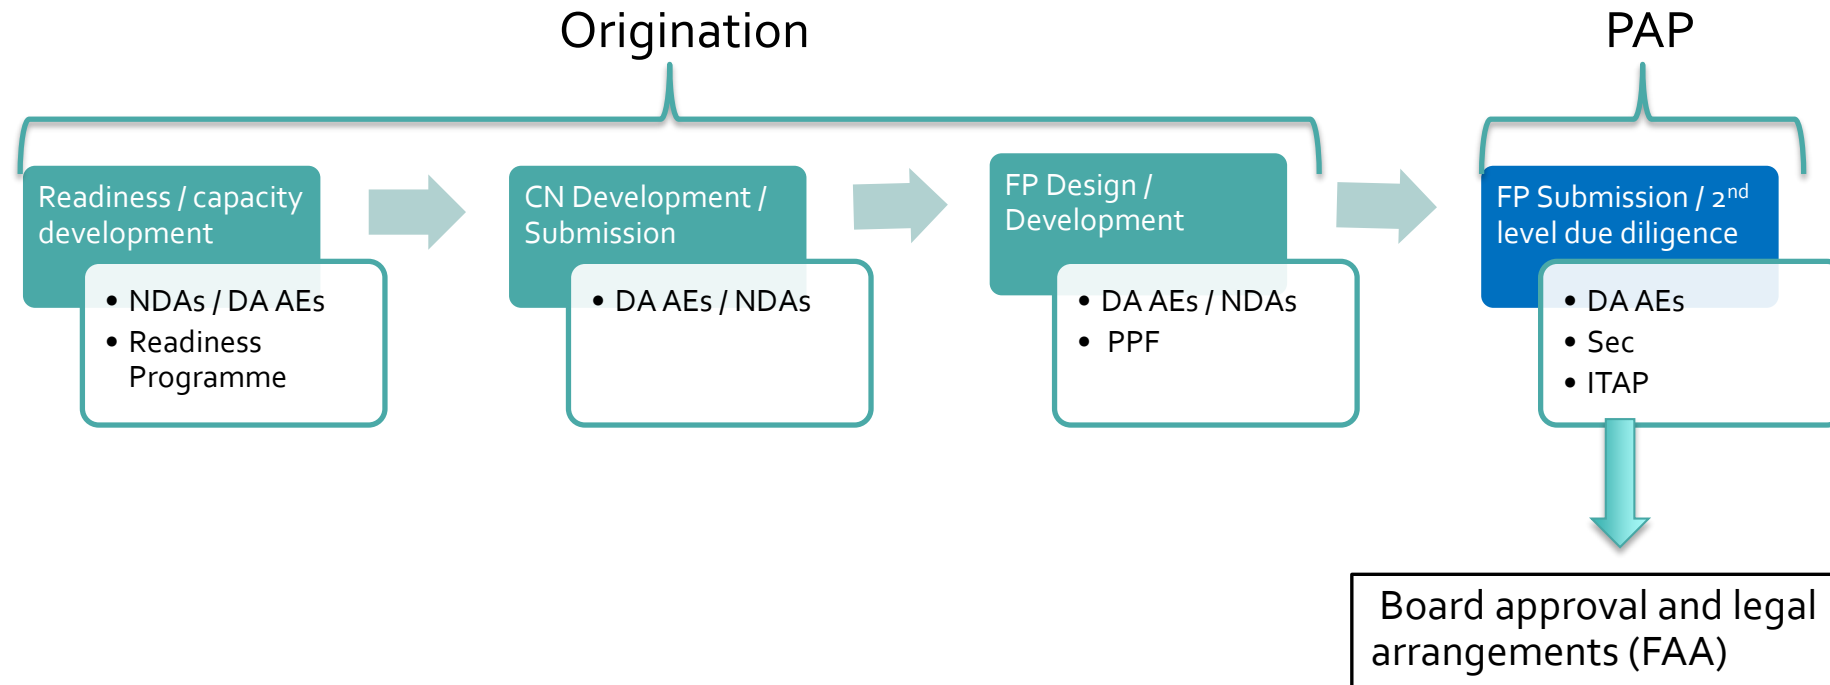 Origination
PAP
Readiness / capacity
development
• NDAs / DA AEs
• Readiness
Programme
CN Development /
Submission
• DA AEs / NDAs
FP Design /
Development
• DA AEs / NDAs
• PPF
FP Submission / 2nd
level due diligence
• DA AEs
• Sec
• ITAP
Board approval and legal
arrangements (FAA)